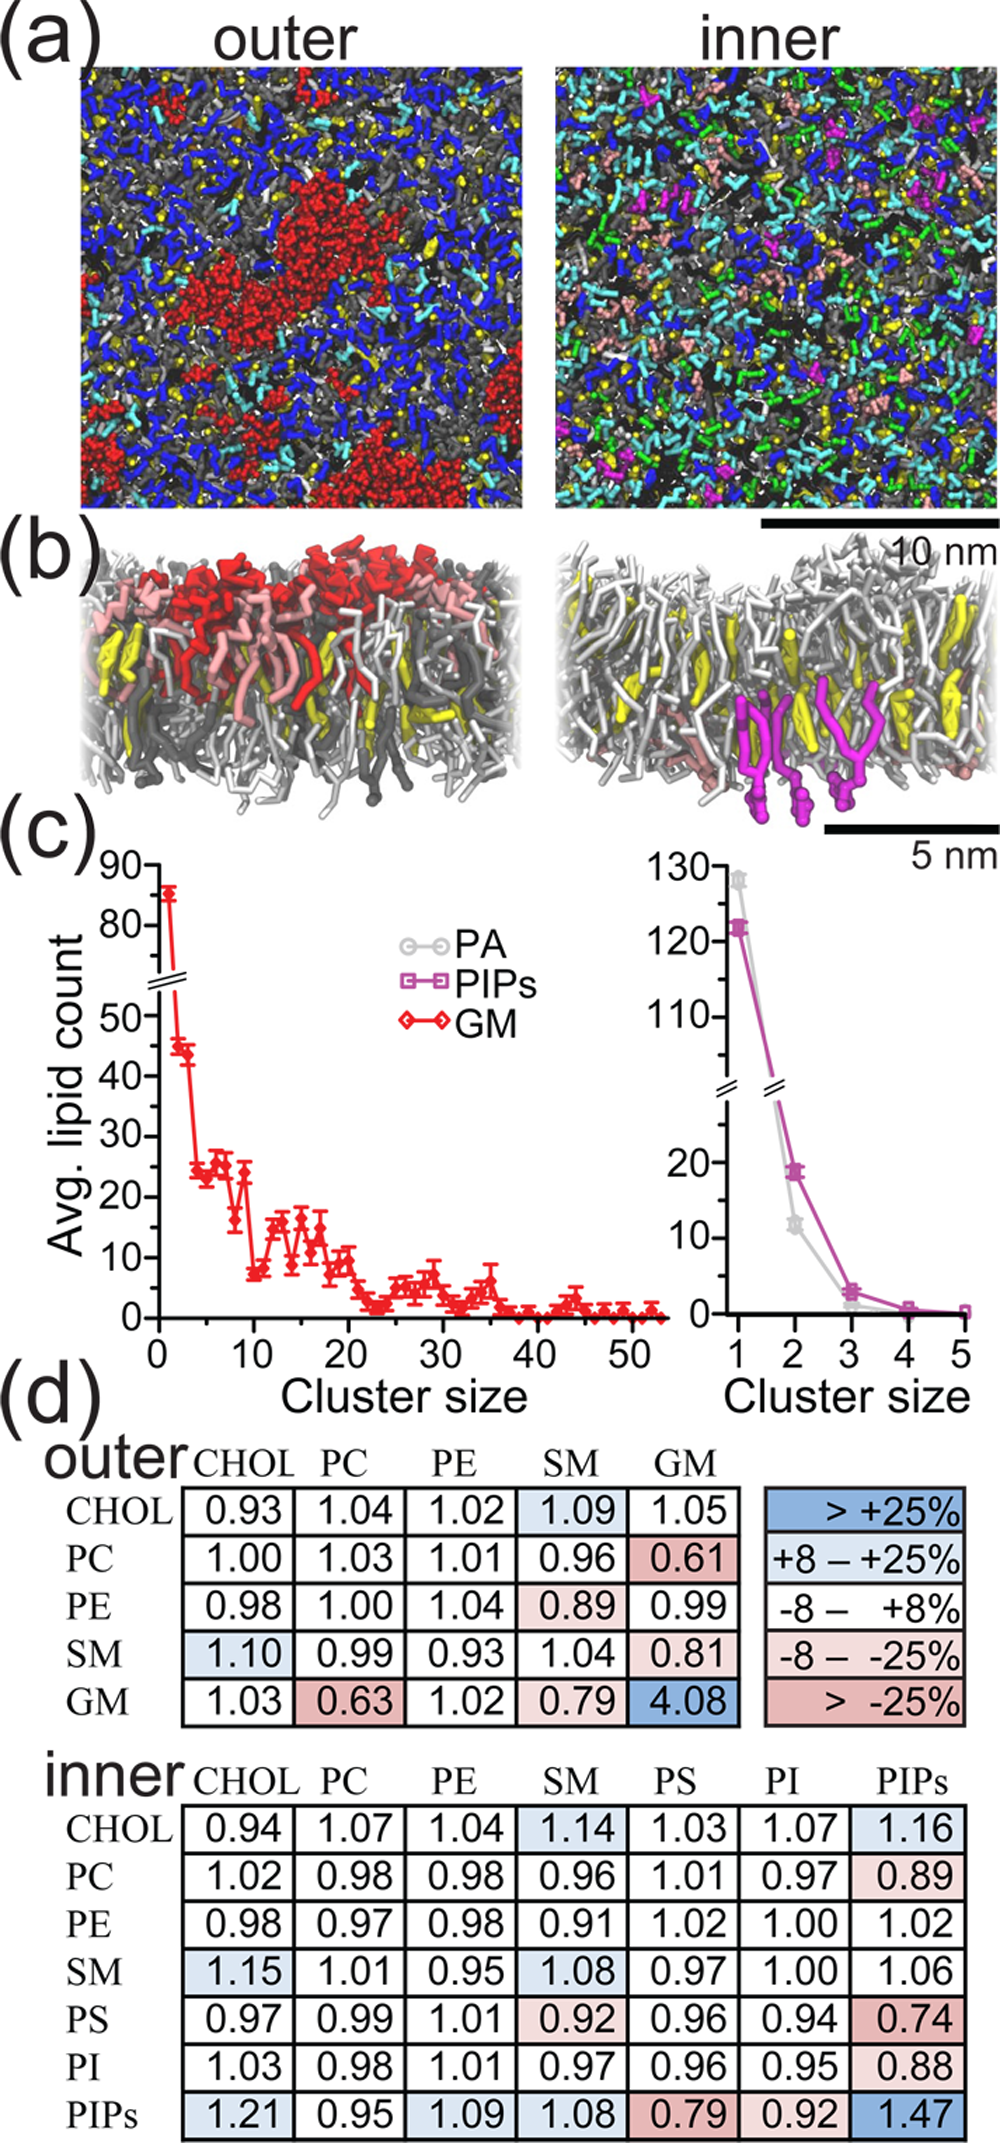 (a)
outer
inner
10 nm
(b)
5 nm
(c)
90
80
50
40
30
20
10
0
Avg. lipid count
PA
PIPs
GM
0 10 20 30 40 50
Cluster size
130
120
110
20
10
0
1 2 3 4 5
Cluster size
(d)
outer CHOL PC PE SM GM
CHOL 0.93 1.04 1.02 1.09 1.05
PC 1.00 1.03 1.01 0.96 0.61
PE 0.98 1.00 1.04 0.89 0.99
SM 1.10 0.99 0.93 1.04 0.81
GM 1.03 0.63 1.02 0.79 4.08
> +25%
+8 – +25%
-8 – +8%
-8 – -25%
> -25%
inner CHOL PC PE SM PS PI PIPs
CHOL 0.94 1.07 1.04 1.14 1.03 1.07 1.16
PC 1.02 0.98 0.98 0.96 1.01 0.97 0.89
PE 0.98 0.97 0.98 0.91 1.02 1.00 1.02
SM 1.15 1.01 0.95 1.08 0.97 1.00 1.06
PS 0.97 0.99 1.01 0.92 0.96 0.94 0.74
PI 1.03 0.98 1.01 0.97 0.96 0.95 0.88
PIPs 1.21 0.95 1.09 1.08 0.79 0.92 1.47